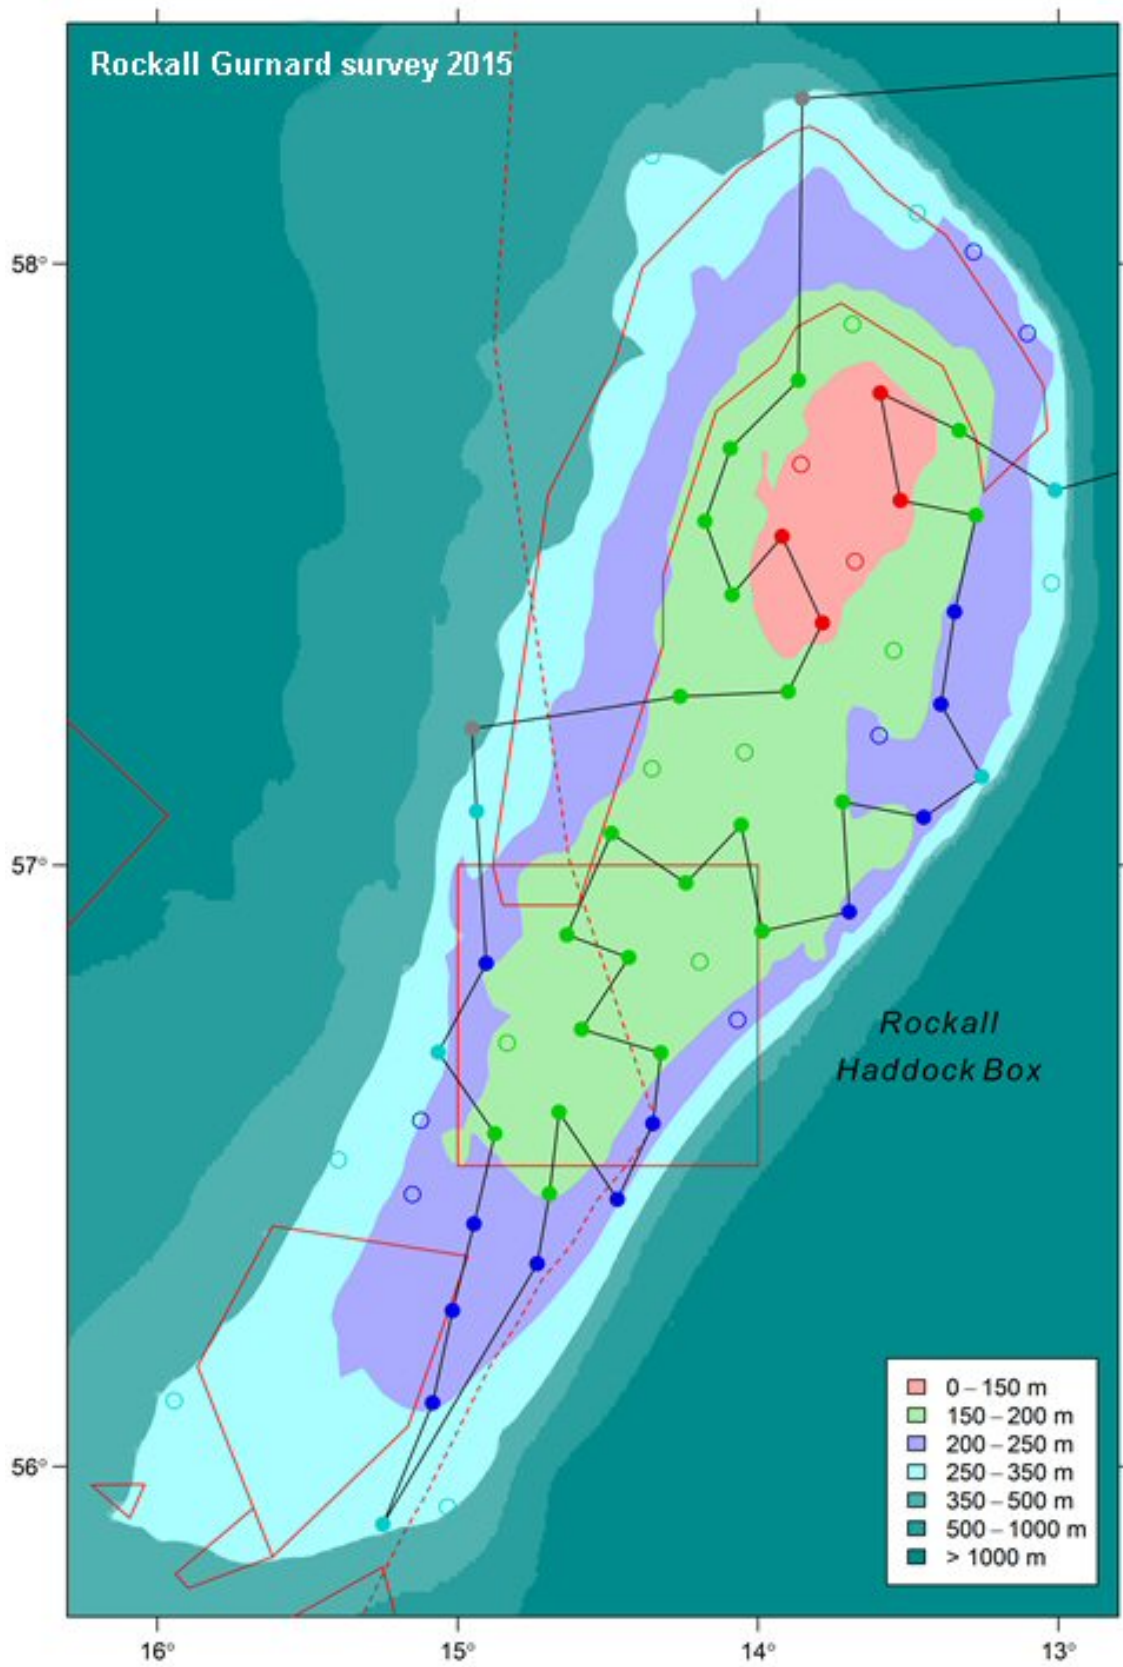 Rockall Gurnard survey 2015
58°
57°
Rockall
Haddock Box
0 – 150 m
150 – 200 m
200 – 250 m
250 – 350 m
350 – 500 m
500 – 1000 m
> 1000 m
56°
16°
15°
14°
13°